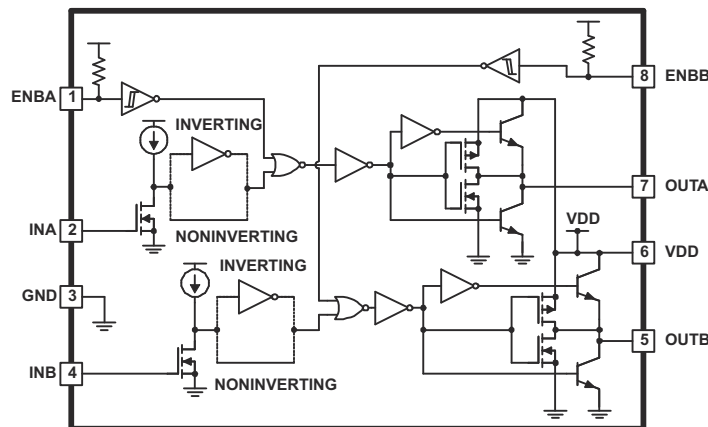 ENBA 1
8 ENBB
INVERTING
7 OUTA
INA 2
NONINVERTING
VDD
6 VDD
INVERTING
GND 3
5 OUTB
INB 4
NONINVERTING